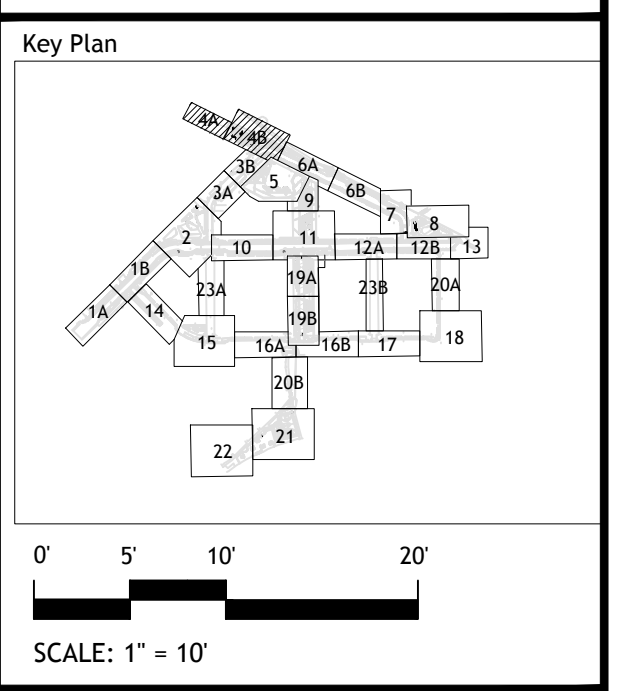 Key Plan
4A
4B
3B
6A
3A
5
6B
9
7
8
2
11
10
12A
12B
13
1B
19A
23A
23B
20A
1A
14
19B
15
16A
16B
17
18
20B
21
22
0' 5' 10' 20'
SCALE: 1" = 10'